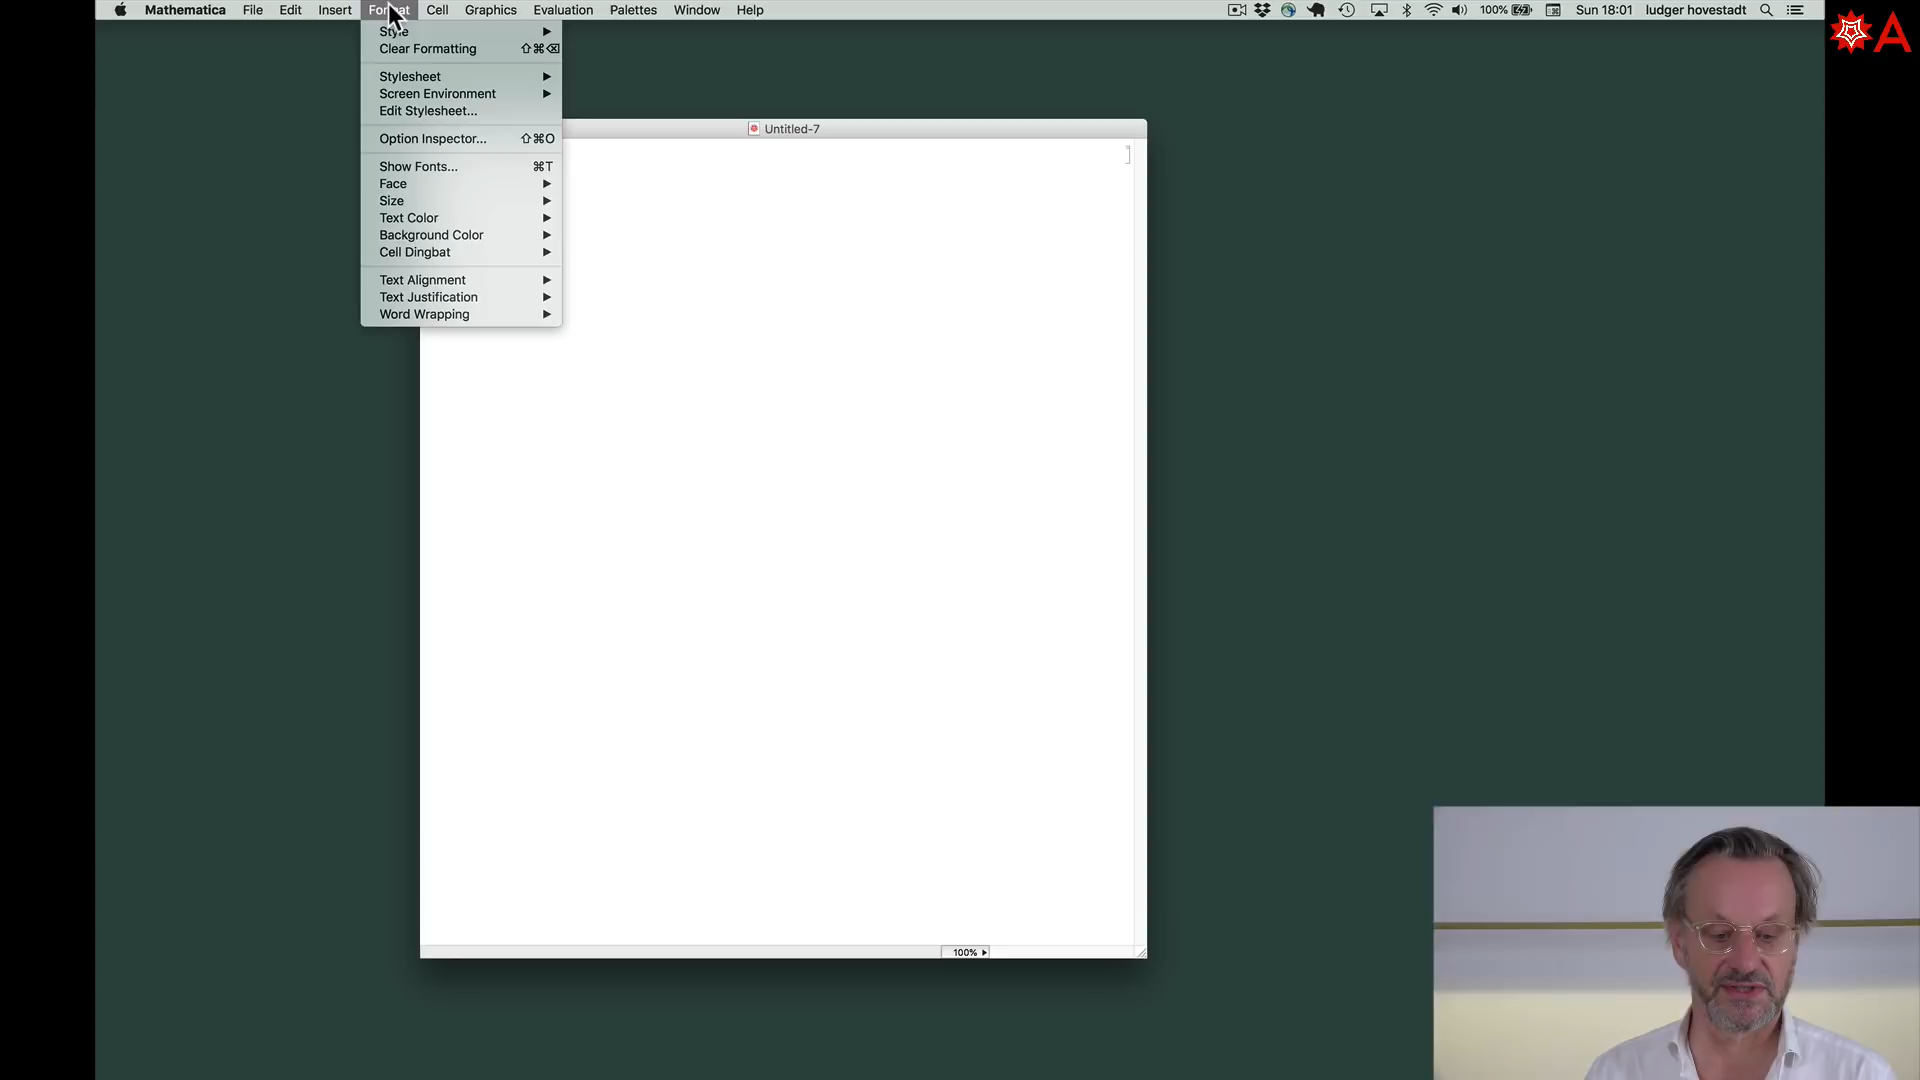 Mathematica File Edit Insert Format Cell Graphics Evaluation Palettes Window Help 100% Sun 18:01 ludger hovestadt
A
Style
Clear Formatting ⇧⌘⌫
Stylesheet
Screen Environment
Edit Stylesheet...
Option Inspector... ⇧⌘O
Show Fonts... ⌘T
Face
Size
Text Color
Background Color
Cell Dingbat
Text Alignment
Text Justification
Word Wrapping
Untitled-7
100%